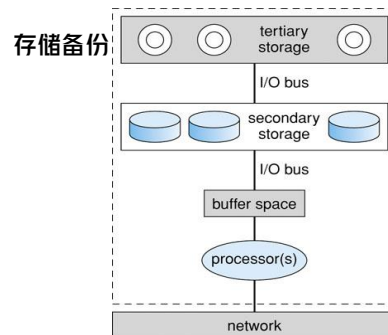 存储备份
tertiary
storage
I/O bus
secondary
storage
I/O bus
buffer space
processor(s)
network